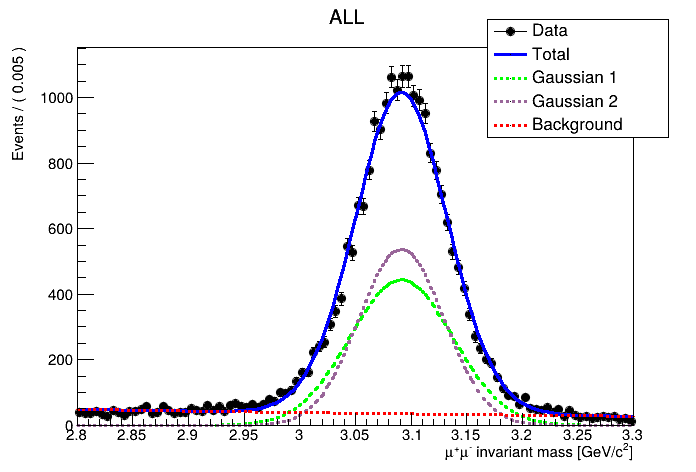 ALL
Data
Total
Gaussian 1
Gaussian 2
Background
Events / ( 0.005 )
1000
800
600
400
200
0
2.8 2.85 2.9 2.95 3 3.05 3.1 3.15 3.2 3.25 3.3
μ⁺μ⁻ invariant mass [GeV/c²]